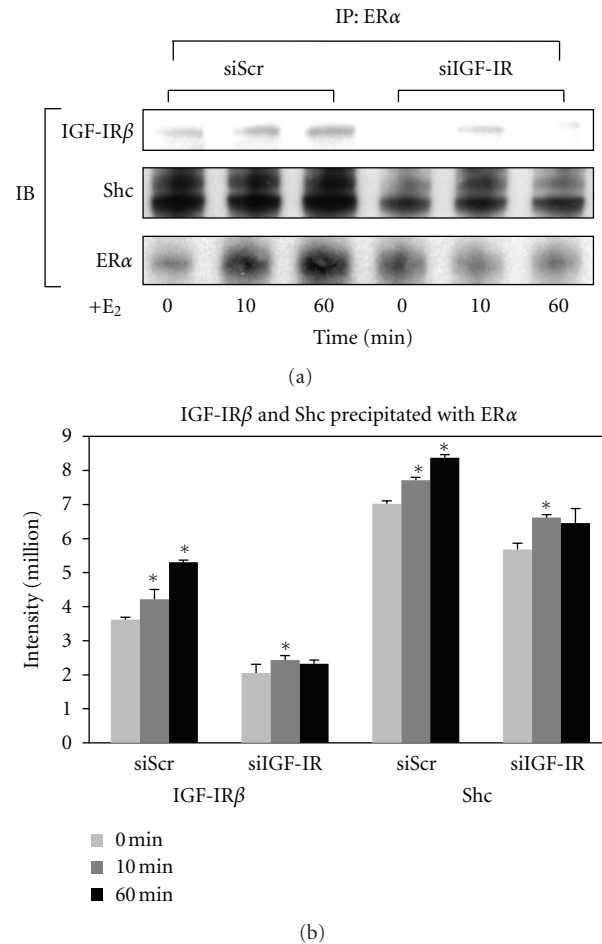 IP: ERα
siScr siIGF-IR
IGF-IRβ
Shc
IB
ERα
+E₂ 0 10 60 0 10 60
Time (min)
(a)
IGF-IRβ and Shc precipitated with ERα
9
8
7
6
5
4
3
2
1
0
Intensity (million)
* * * * * *
siScr siIGF-IR siScr siIGF-IR
IGF-IRβ Shc
0 min
10 min
60 min
(b)